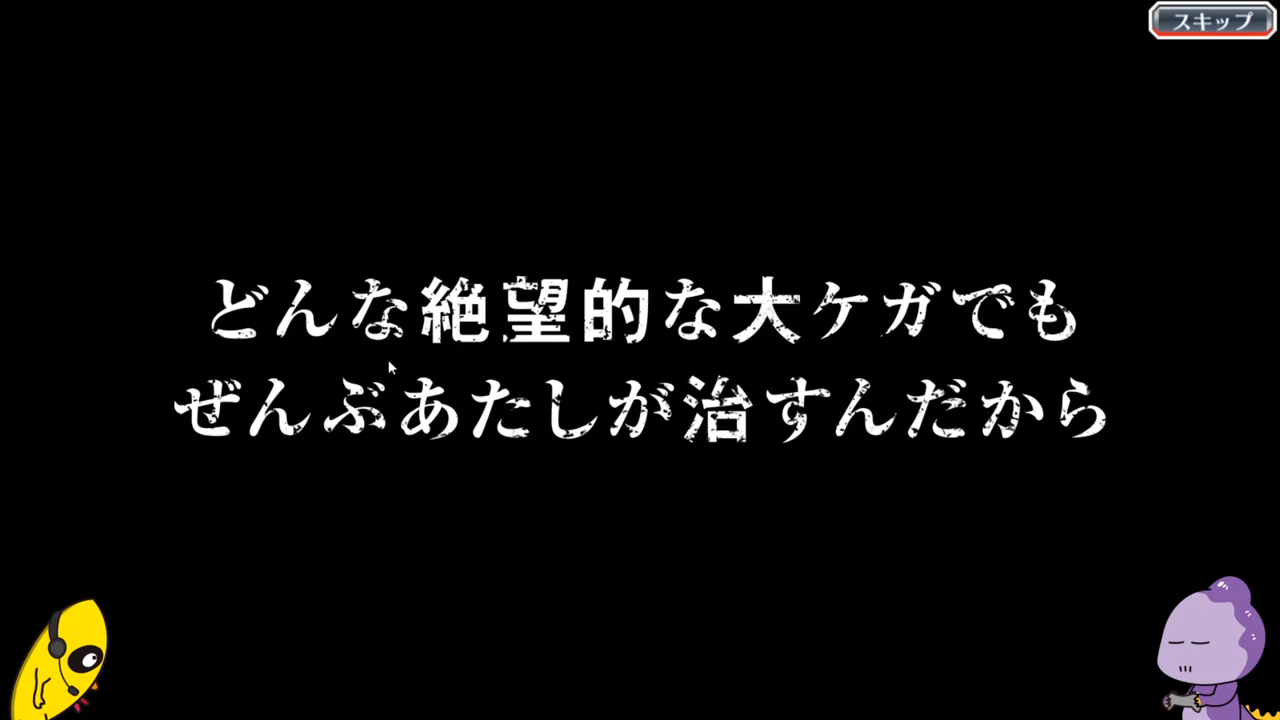 スキップ
どんな絶望的な大ケガでも
ぜんぶあたしが治すんだから